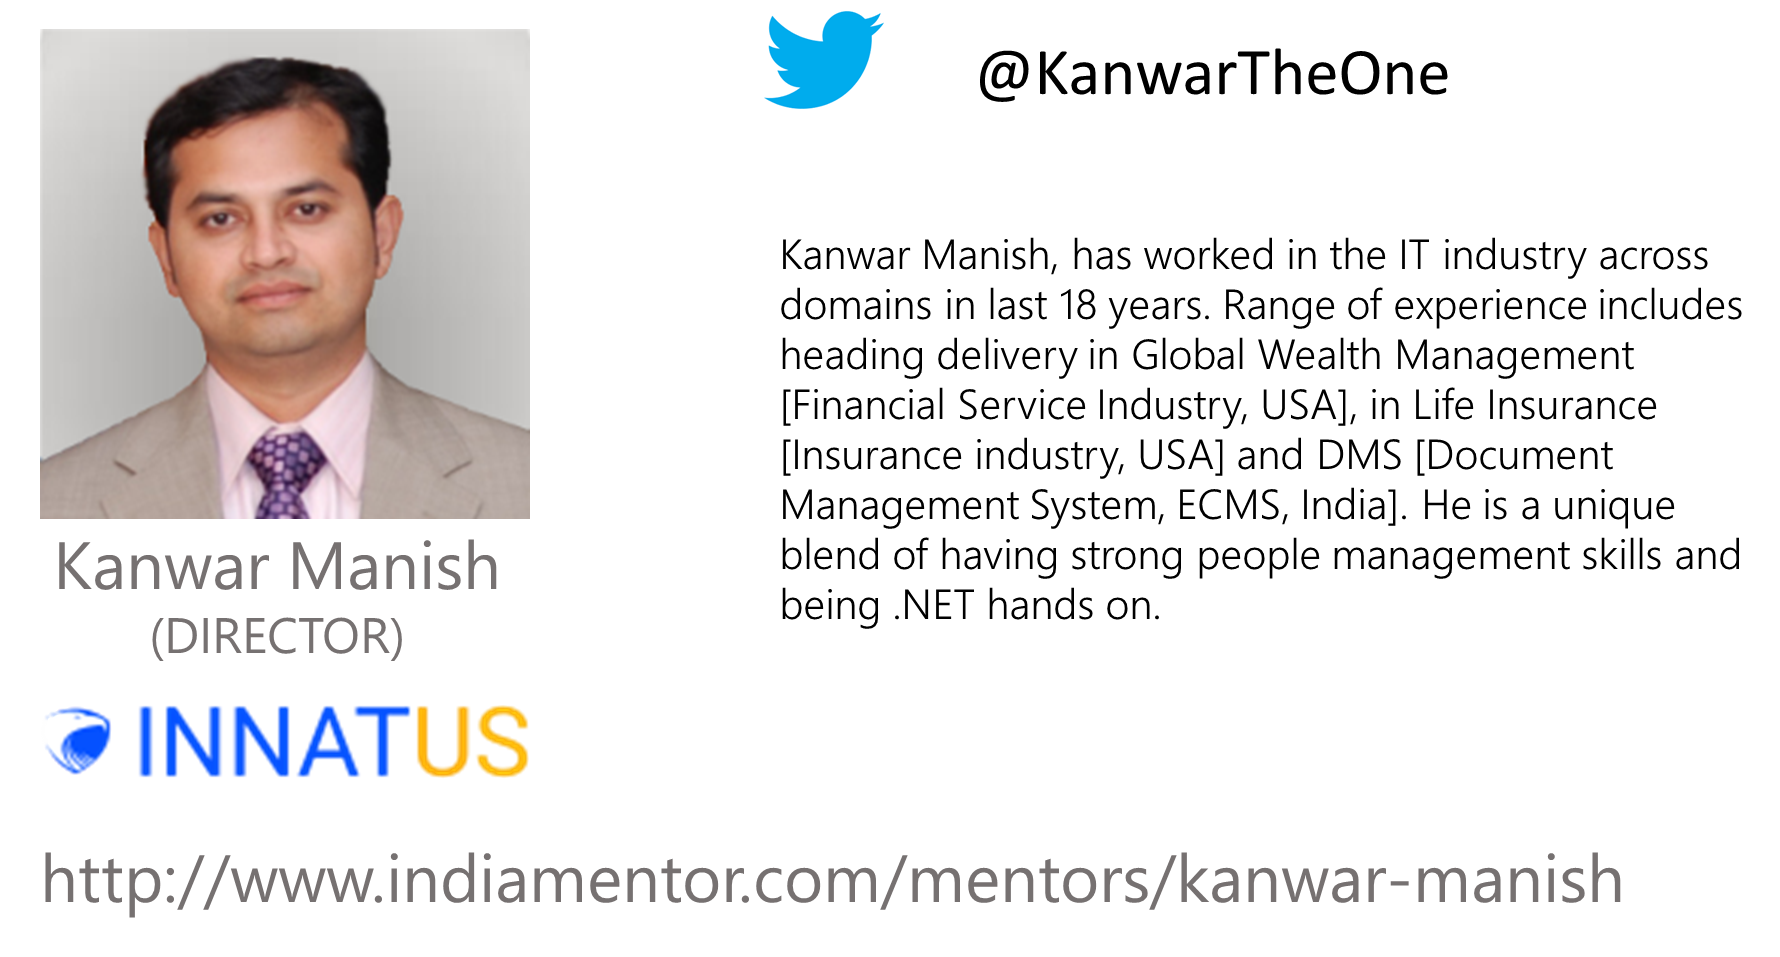 @KanwarTheOne
Kanwar Manish, has worked in the IT industry across
domains in last 18 years. Range of experience includes
heading delivery in Global Wealth Management
[Financial Service Industry, USA], in Life Insurance
[Insurance industry, USA] and DMS [Document
Management System, ECMS, India]. He is a unique
blend of having strong people management skills and
being .NET hands on.
Kanwar Manish
(DIRECTOR)
INNATUS
http://www.indiamentor.com/mentors/kanwar-manish